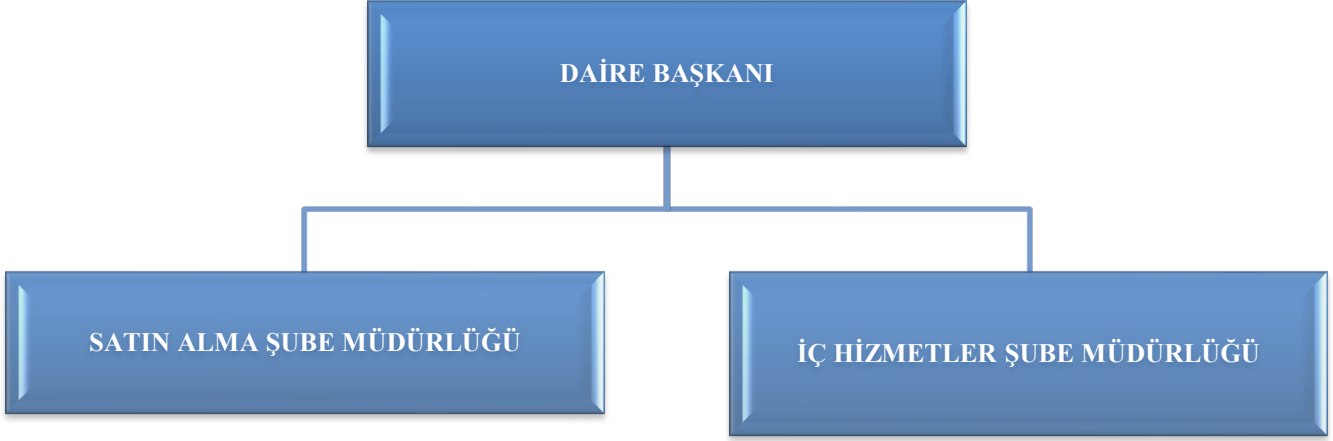 DAİRE BAŞKANI
SATIN ALMA ŞUBE MÜDÜRLÜĞÜ
İÇ HİZMETLER ŞUBE MÜDÜRLÜĞÜ